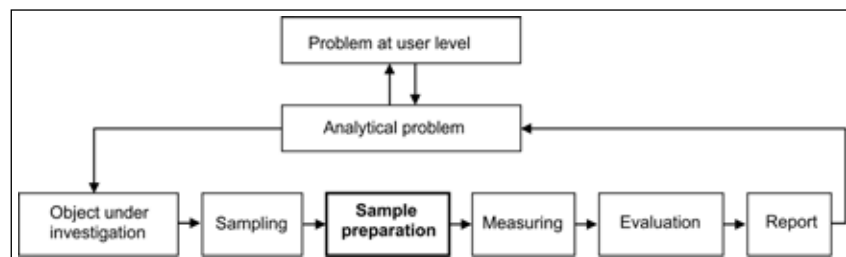 Problem at user level
Analytical problem
Object under
investigation
Sampling
Sample
preparation
Measuring
Evaluation
Report